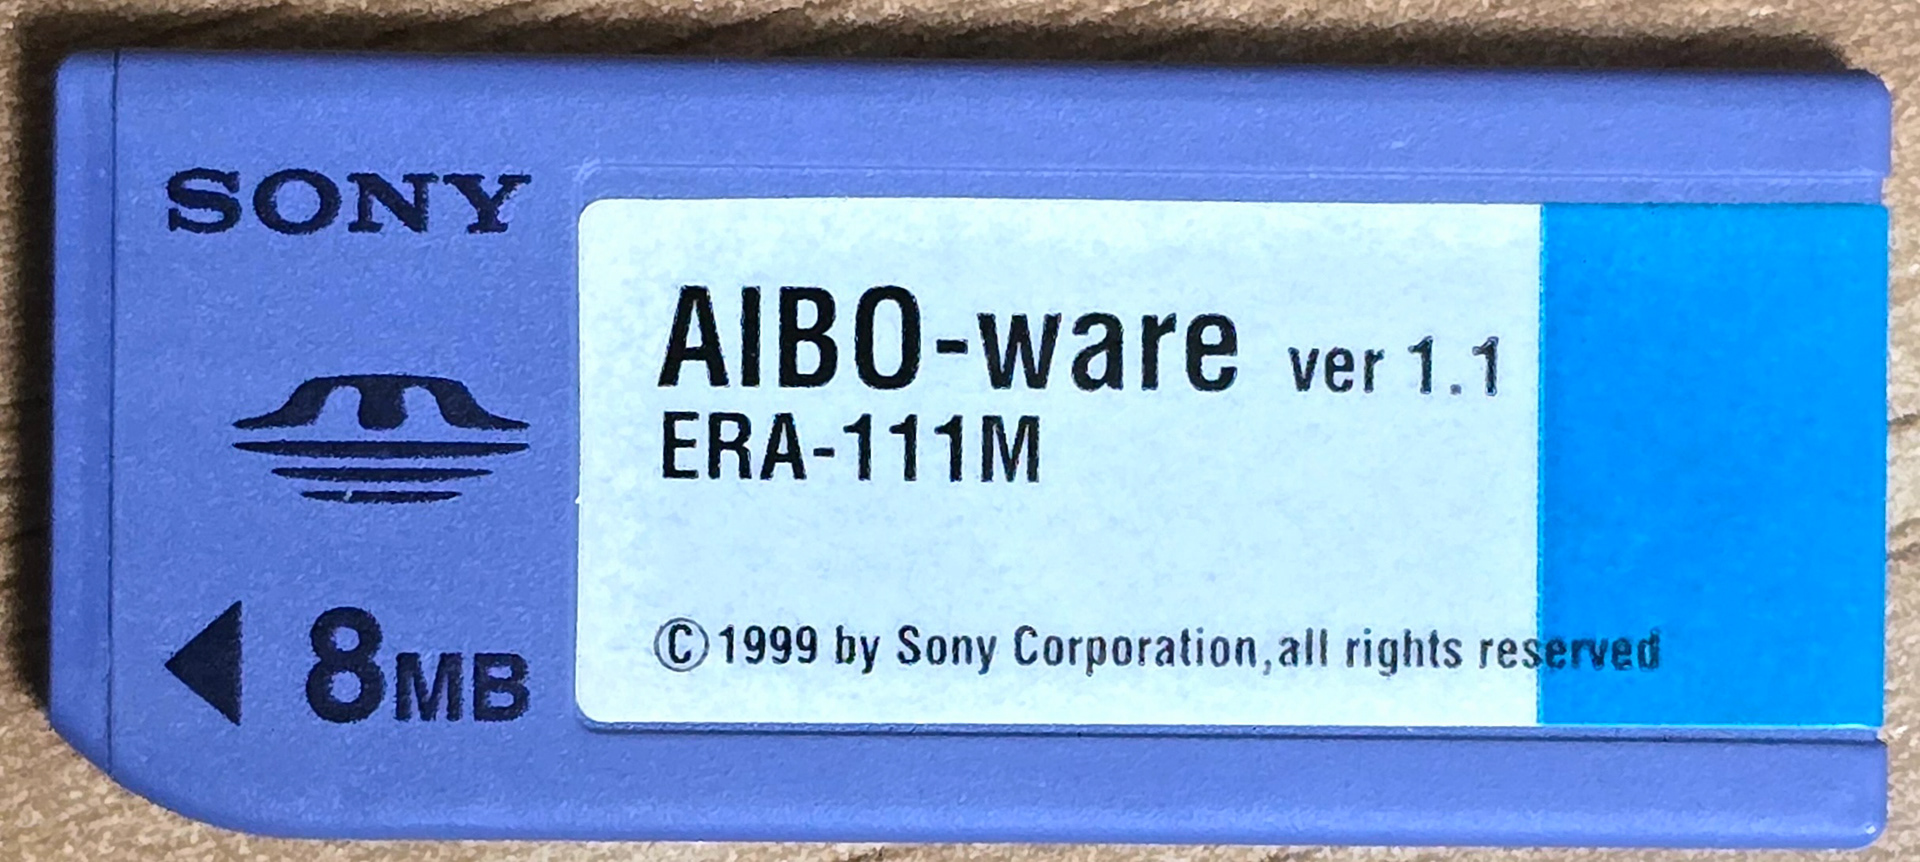 SONY
AIBO-ware ver 1.1
ERA-111M
©1999 by Sony Corporation,all rights reserved
8MB